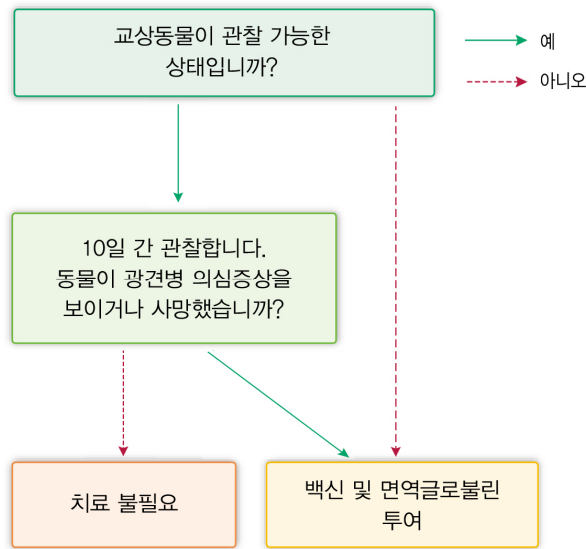 교상동물이 관찰 가능한
상태입니까?
예
아니오
10일 간 관찰합니다.
동물이 광견병 의심증상을
보이거나 사망했습니까?
치료 불필요
백신 및 면역글로불린
투여